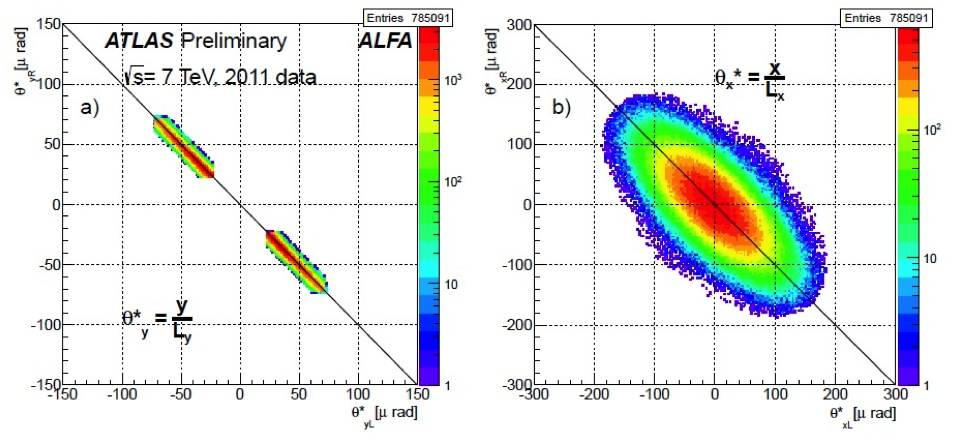 Entries 785091
ATLAS Preliminary ALFA
√s= 7 TeV, 2011 data
a)
θ*y = y/Ly
θ*yR [μ rad]
150
100
50
0
-50
-100
-150
-150 -100 -50 0 50 100 150
θ*yL [μ rad]
10³
10²
10
1
Entries 785091
θx* = x/Lx
b)
θ*xR [μ rad]
300
200
100
0
-100
-200
-300
-300 -200 -100 0 100 200 300
θ*xL [μ rad]
10²
10
1